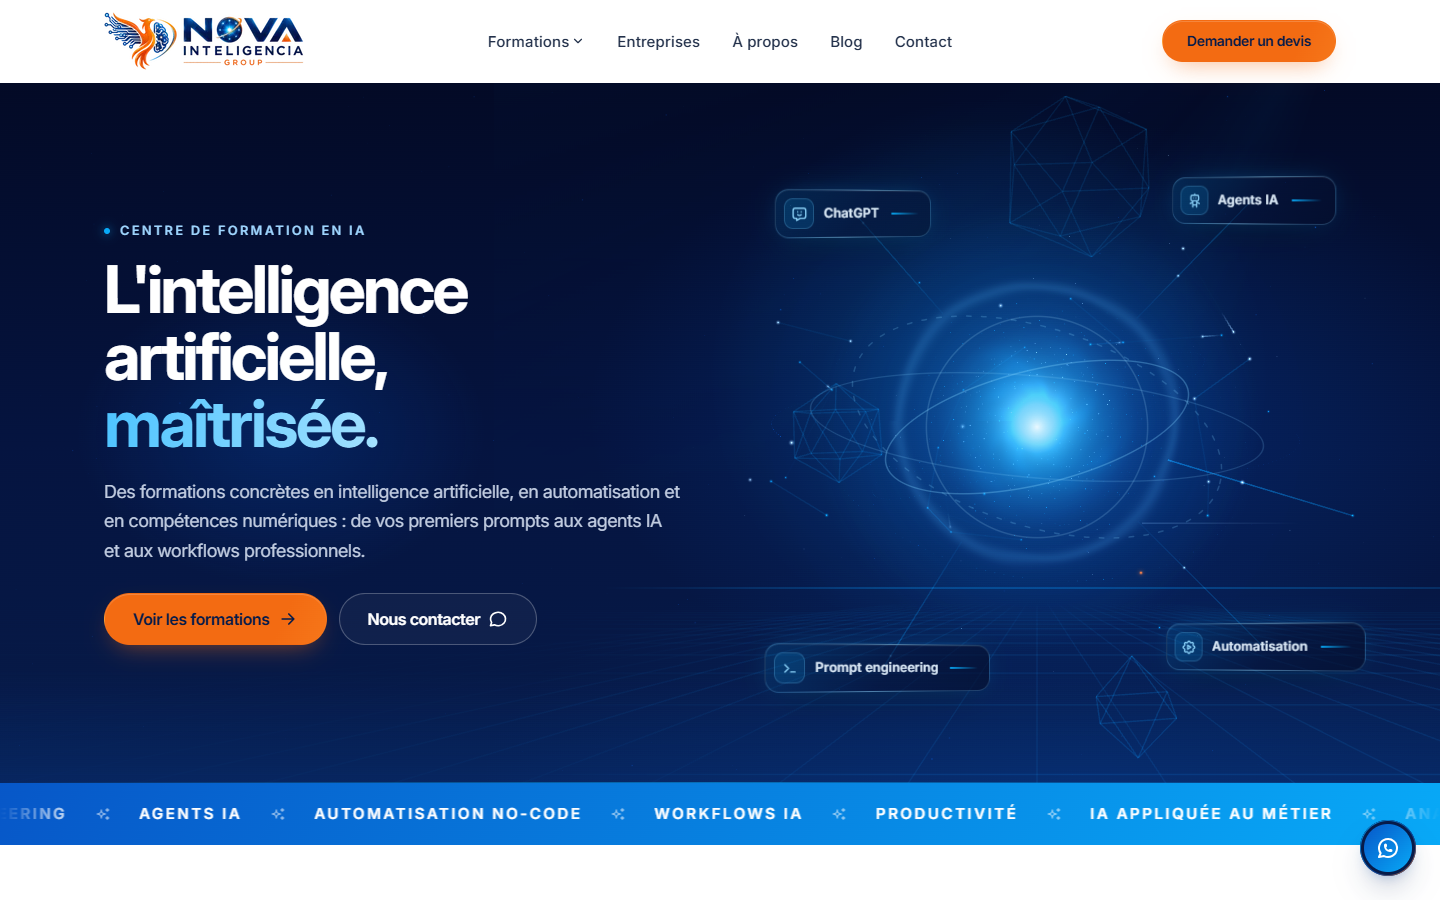 NOVA
INTELIGENCIA
GROUP
Formations
Entreprises
À propos
Blog
Contact
Demander un devis
CENTRE DE FORMATION EN IA
L'intelligence
artificielle,
maîtrisée.
Des formations concrètes en intelligence artificielle, en automatisation et
en compétences numériques : de vos premiers prompts aux agents IA
et aux workflows professionnels.
Voir les formations
Nous contacter
ChatGPT
Agents IA
Prompt engineering
Automatisation
AGENTS IA
AUTOMATISATION NO-CODE
WORKFLOWS IA
PRODUCTIVITÉ
IA APPLIQUÉE AU MÉTIER